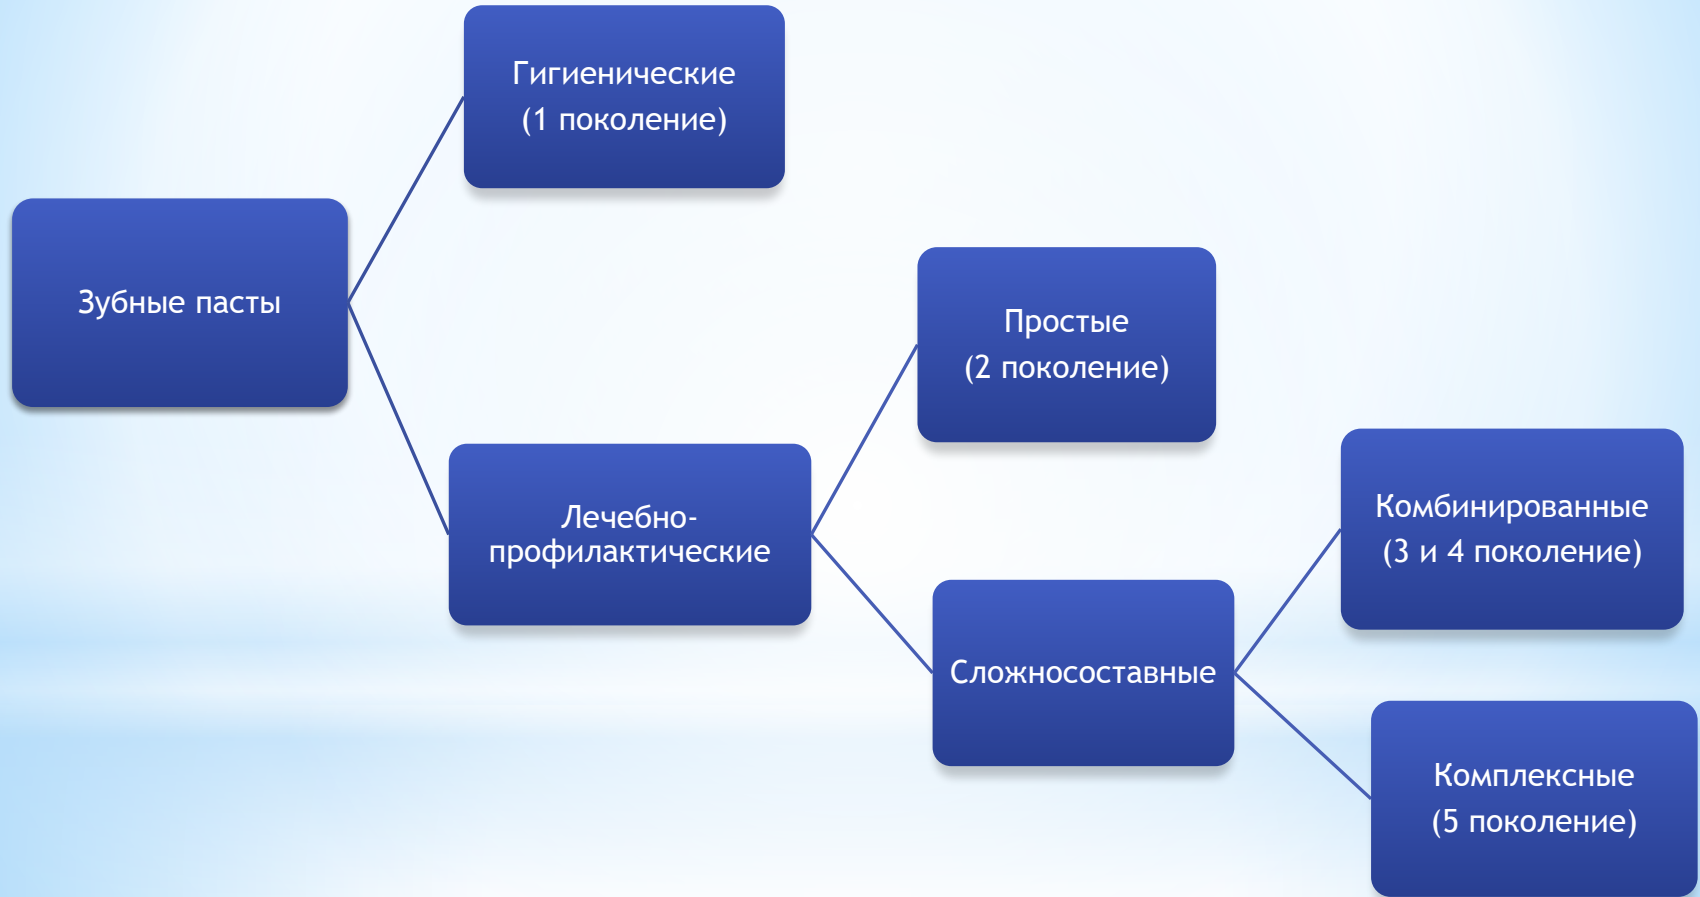 Гигиенические
(1 поколение)
Зубные пасты
Простые
(2 поколение)
Лечебно-
профилактические
Комбинированные
(3 и 4 поколение)
Сложносоставные
Комплексные
(5 поколение)